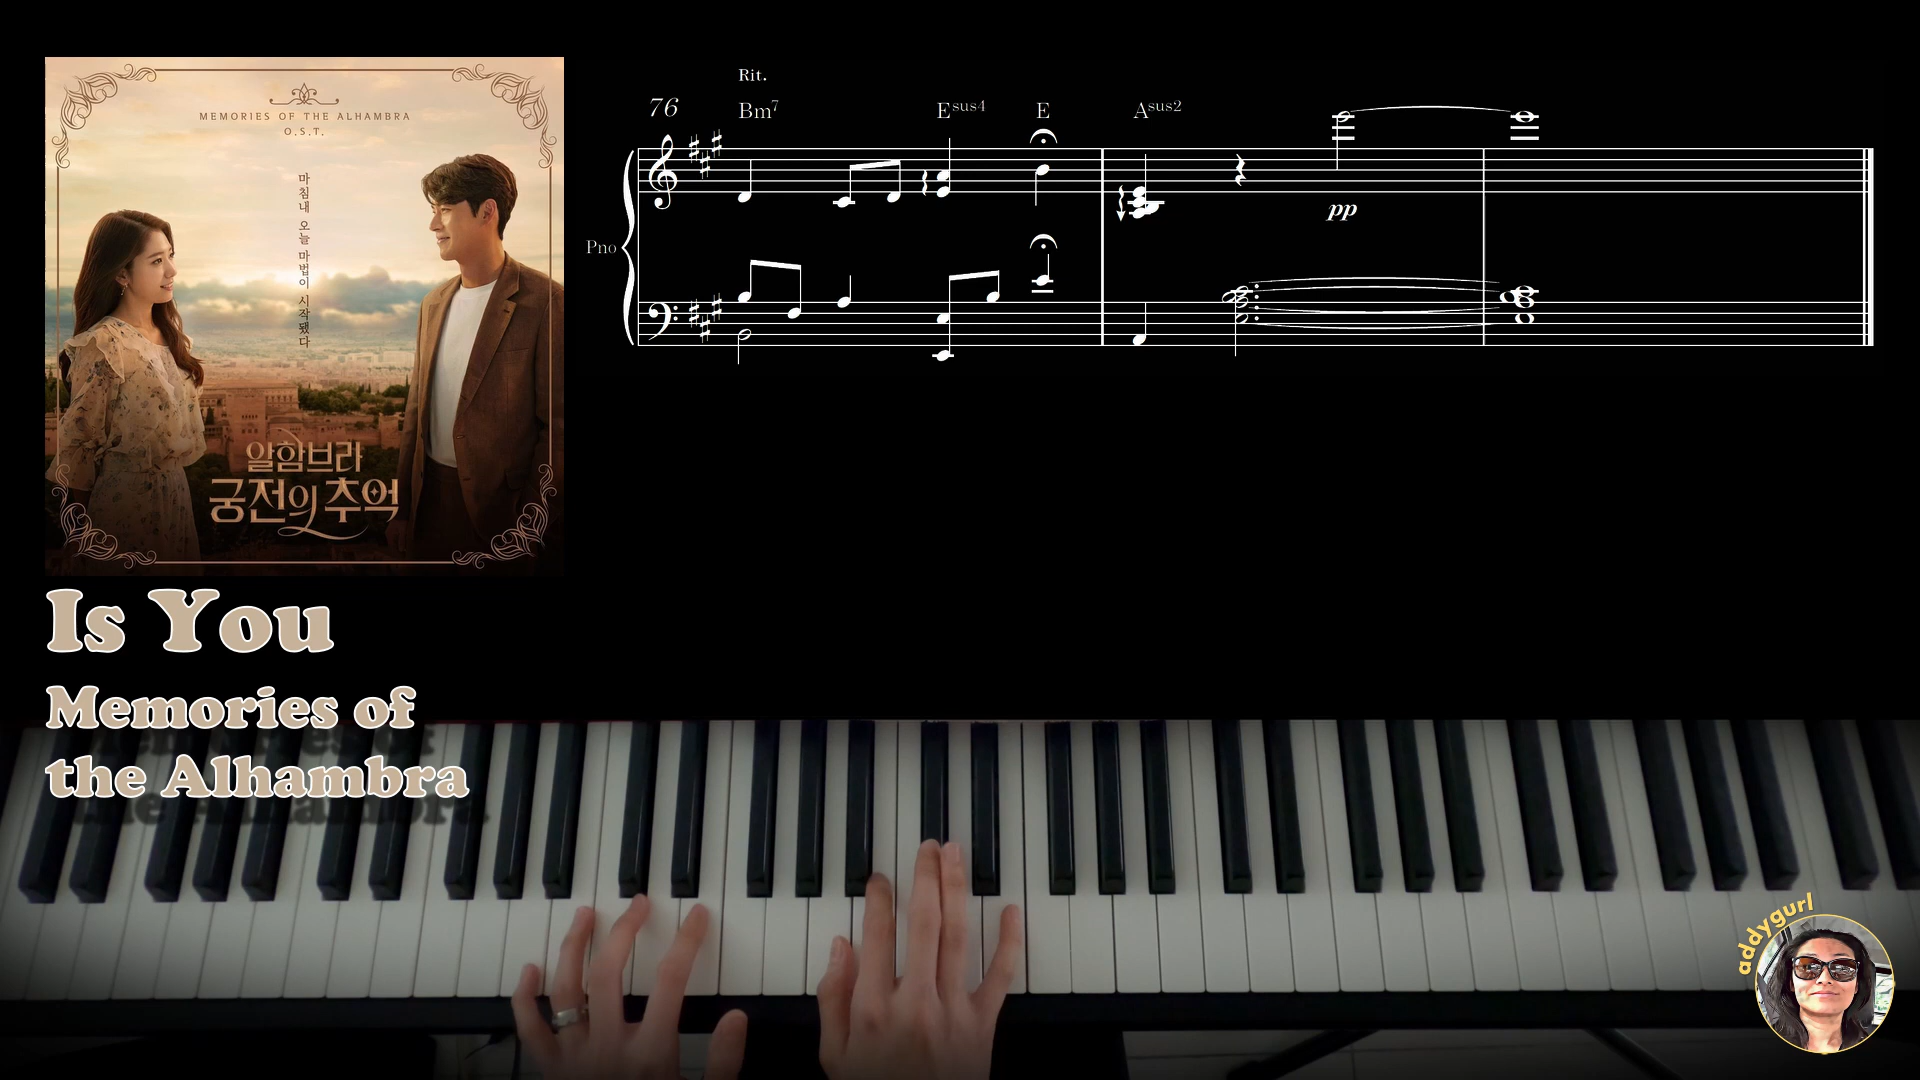 MEMORIES OF THE ALHAMBRA
O.S.T.
마침내 오늘 마법이 시작됐다
알함브라
궁전의 추억
Rit.
76
Bm7 Esus4 E Asus2
Pno
pp
Is You
Memories of
the Alhambra
addygurl